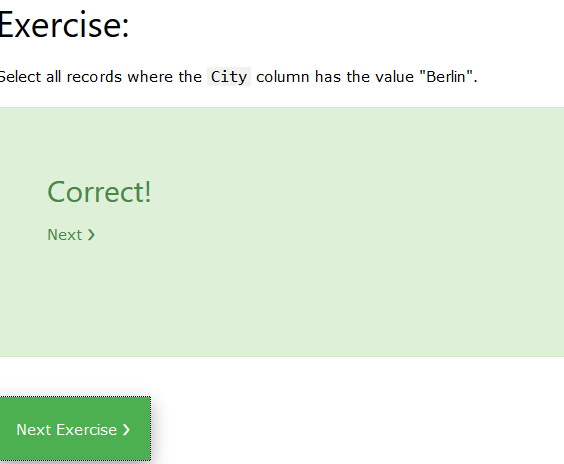 Exercise:
Select all records where the City column has the value "Berlin".
Correct!
Next ❯
Next Exercise ❯